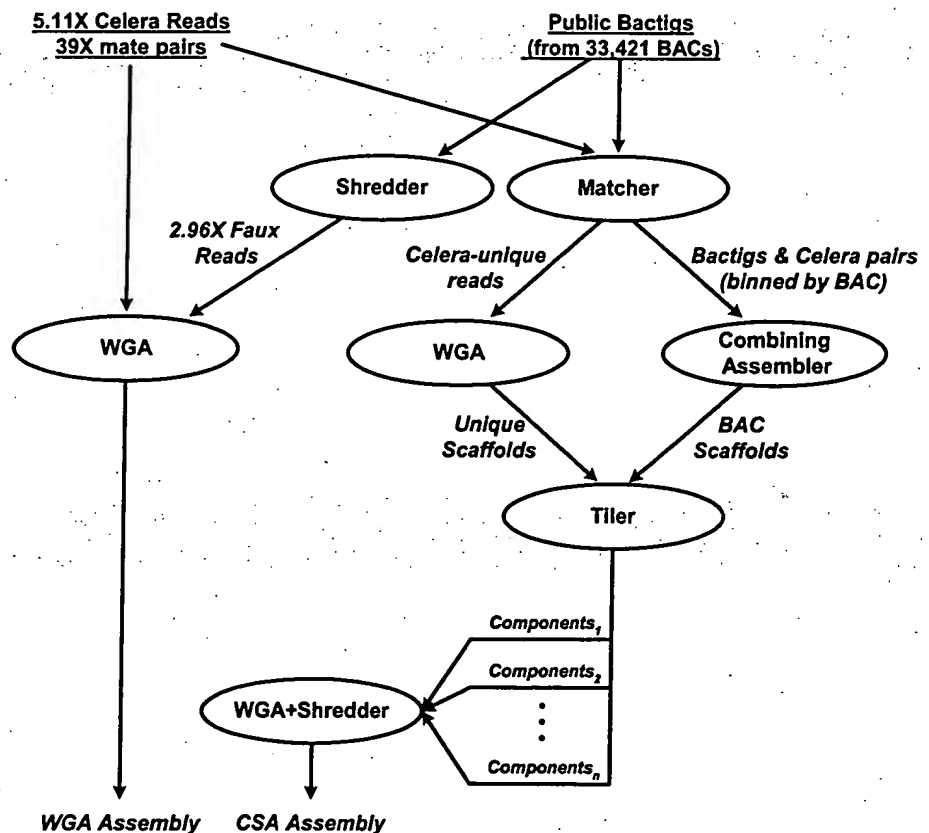 5.11X Celera Reads
39X mate pairs
Public Bactigs
(from 33,421 BACs)
Shredder
Matcher
2.96X Faux
Reads
Celera-unique
reads
Bactigs & Celera pairs
(binned by BAC)
WGA
WGA
Combining
Assembler
Unique
Scaffolds
BAC
Scaffolds
Tiler
Components1
Components2
WGA+Shredder
Componentsn
WGA Assembly
CSA Assembly